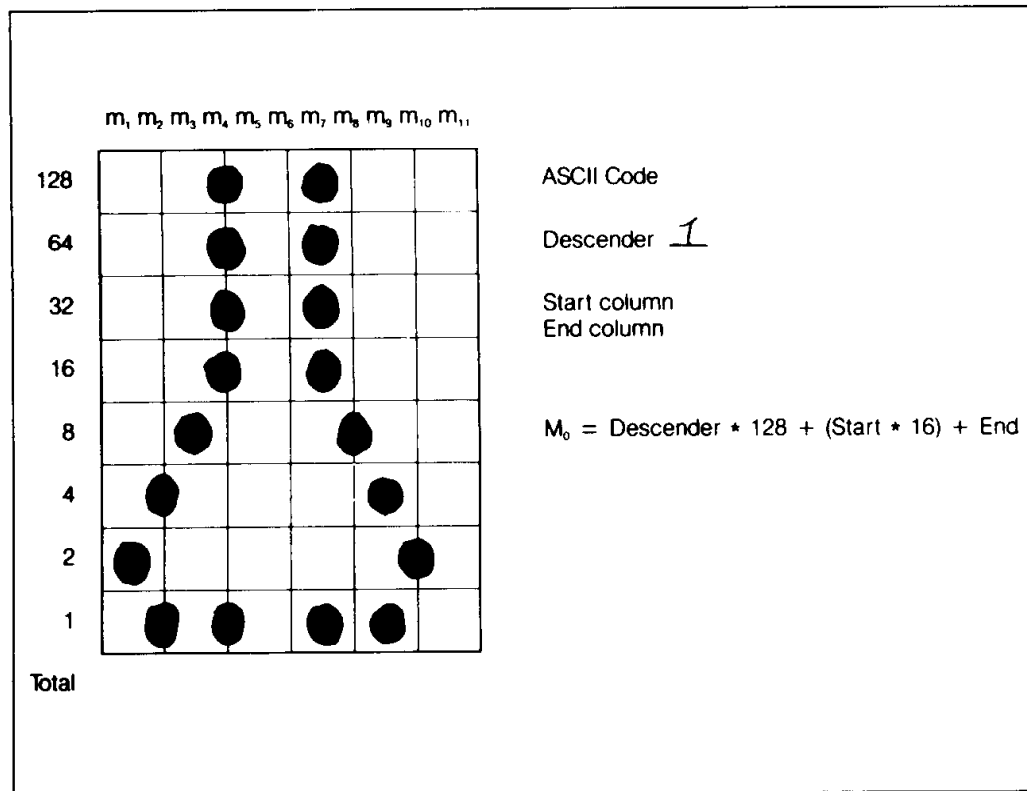 m₁ m₂ m₃ m₄ m₅ m₆ m₇ m₈ m₉ m₁₀ m₁₁
128 ASCII Code
64 Descender 1
32 Start column
End column
16
8 M₀ = Descender * 128 + (Start * 16) + End
4
2
1
Total